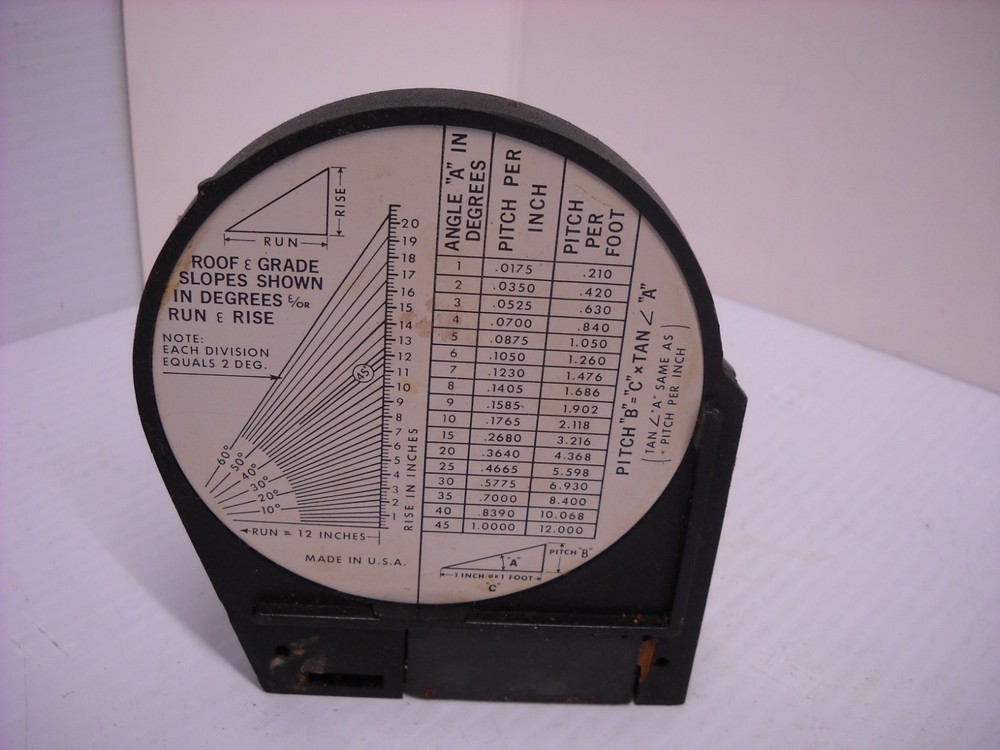 RISE
RUN
ROOF & GRADE
SLOPES SHOWN
IN DEGREES &/OR
RUN & RISE
NOTE:
EACH DIVISION
EQUALS 2 DEG.
20
19
18
17
16
15
14
13
12
11
10
9
8
7
6
5
4
3
2
1
45°
60°
50°
40°
30°
20°
10°
RISE IN INCHES
RUN = 12 INCHES
MADE IN U.S.A.
ANGLE "A" IN DEGREES PITCH PER INCH PITCH PER FOOT
1 .0175 .210
2 .0350 .420
3 .0525 .630
4 .0700 .840
5 .0875 1.050
6 .1050 1.260
7 .1230 1.476
8 .1405 1.686
9 .1585 1.902
10 .1765 2.118
15 .2680 3.216
20 .3640 4.368
25 .4665 5.598
30 .5775 6.930
35 .7000 8.400
40 .8390 10.068
45 1.0000 12.000
PITCH "B" = "C" × TAN ∠ "A"
(TAN ∠ "A" SAME AS
PITCH PER INCH)
"A"
PITCH "B"
1 INCH OR 1 FOOT
"C"